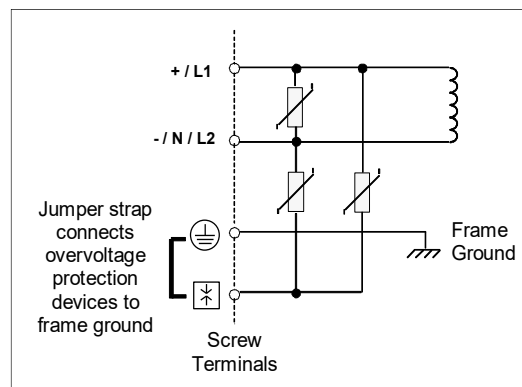 + / L1
- / N / L2
Jumper strap
connects
overvoltage
protection
devices to
frame ground
Frame
Ground
Screw
Terminals